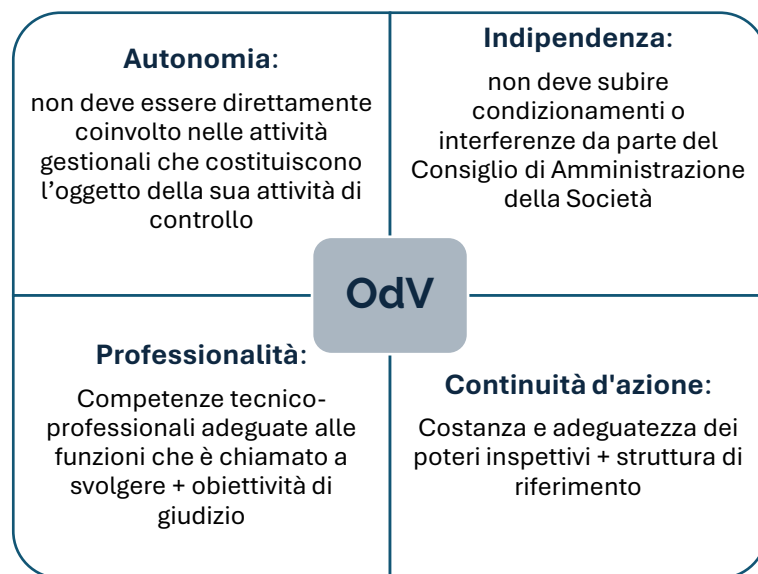 Autonomia:
non deve essere direttamente
coinvolto nelle attività
gestionali che costituiscono
l’oggetto della sua attività di
controllo
Indipendenza:
non deve subire
condizionamenti o
interferenze da parte del
Consiglio di Amministrazione
della Società
OdV
Professionalità:
Competenze tecnico-
professionali adeguate alle
funzioni che è chiamato a
svolgere + obiettività di
giudizio
Continuità d'azione:
Costanza e adeguatezza dei
poteri inspettivi + struttura di
riferimento